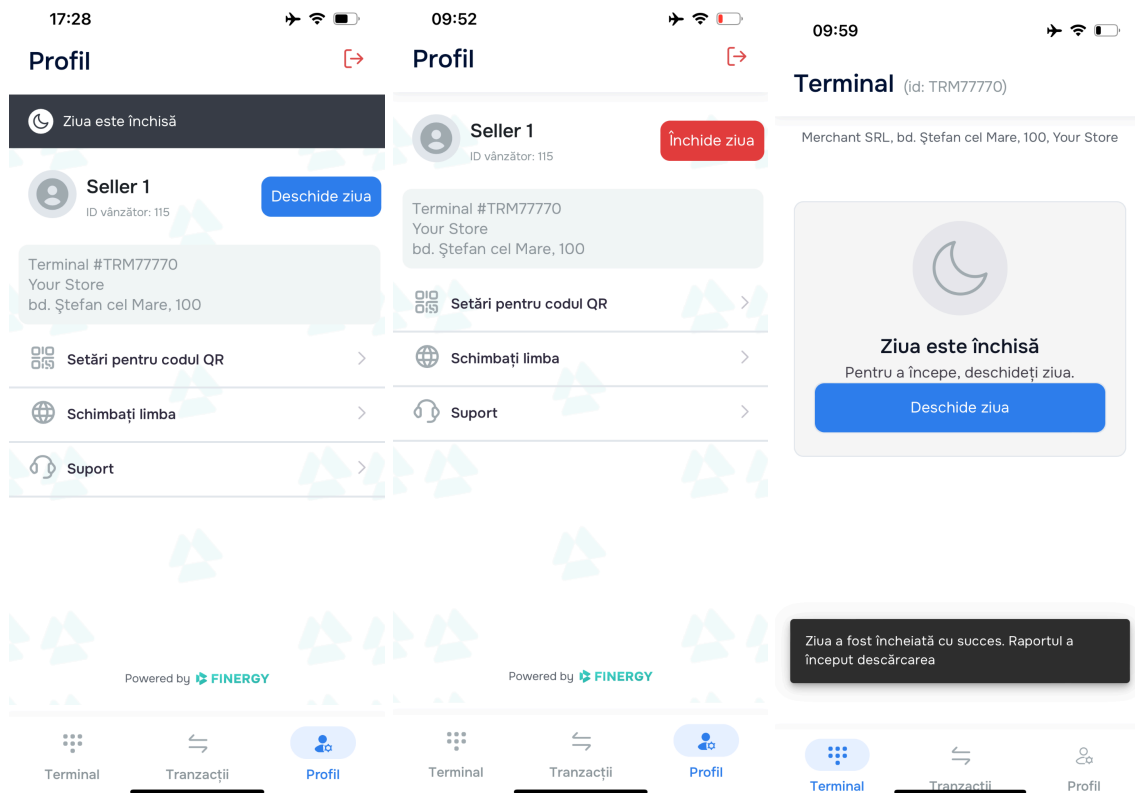 17:28
Profil
Ziua este închisă
Seller 1
ID vânzător: 115
Deschide ziua
Terminal #TRM77770
Your Store
bd. Ştefan cel Mare, 100
Setări pentru codul QR
Schimbați limba
Suport
Powered by FINERGY
Terminal
Tranzacții
Profil
09:52
Profil
Seller 1
ID vânzător: 115
Închide ziua
Terminal #TRM77770
Your Store
bd. Ştefan cel Mare, 100
Setări pentru codul QR
Schimbați limba
Suport
Powered by FINERGY
Terminal
Tranzacții
Profil
09:59
Terminal (id: TRM77770)
Merchant SRL, bd. Ştefan cel Mare, 100, Your Store
Ziua este închisă
Pentru a începe, deschideți ziua.
Deschide ziua
Ziua a fost încheiată cu succes. Raportul a
început descărcarea
Terminal
Tranzacții
Profil